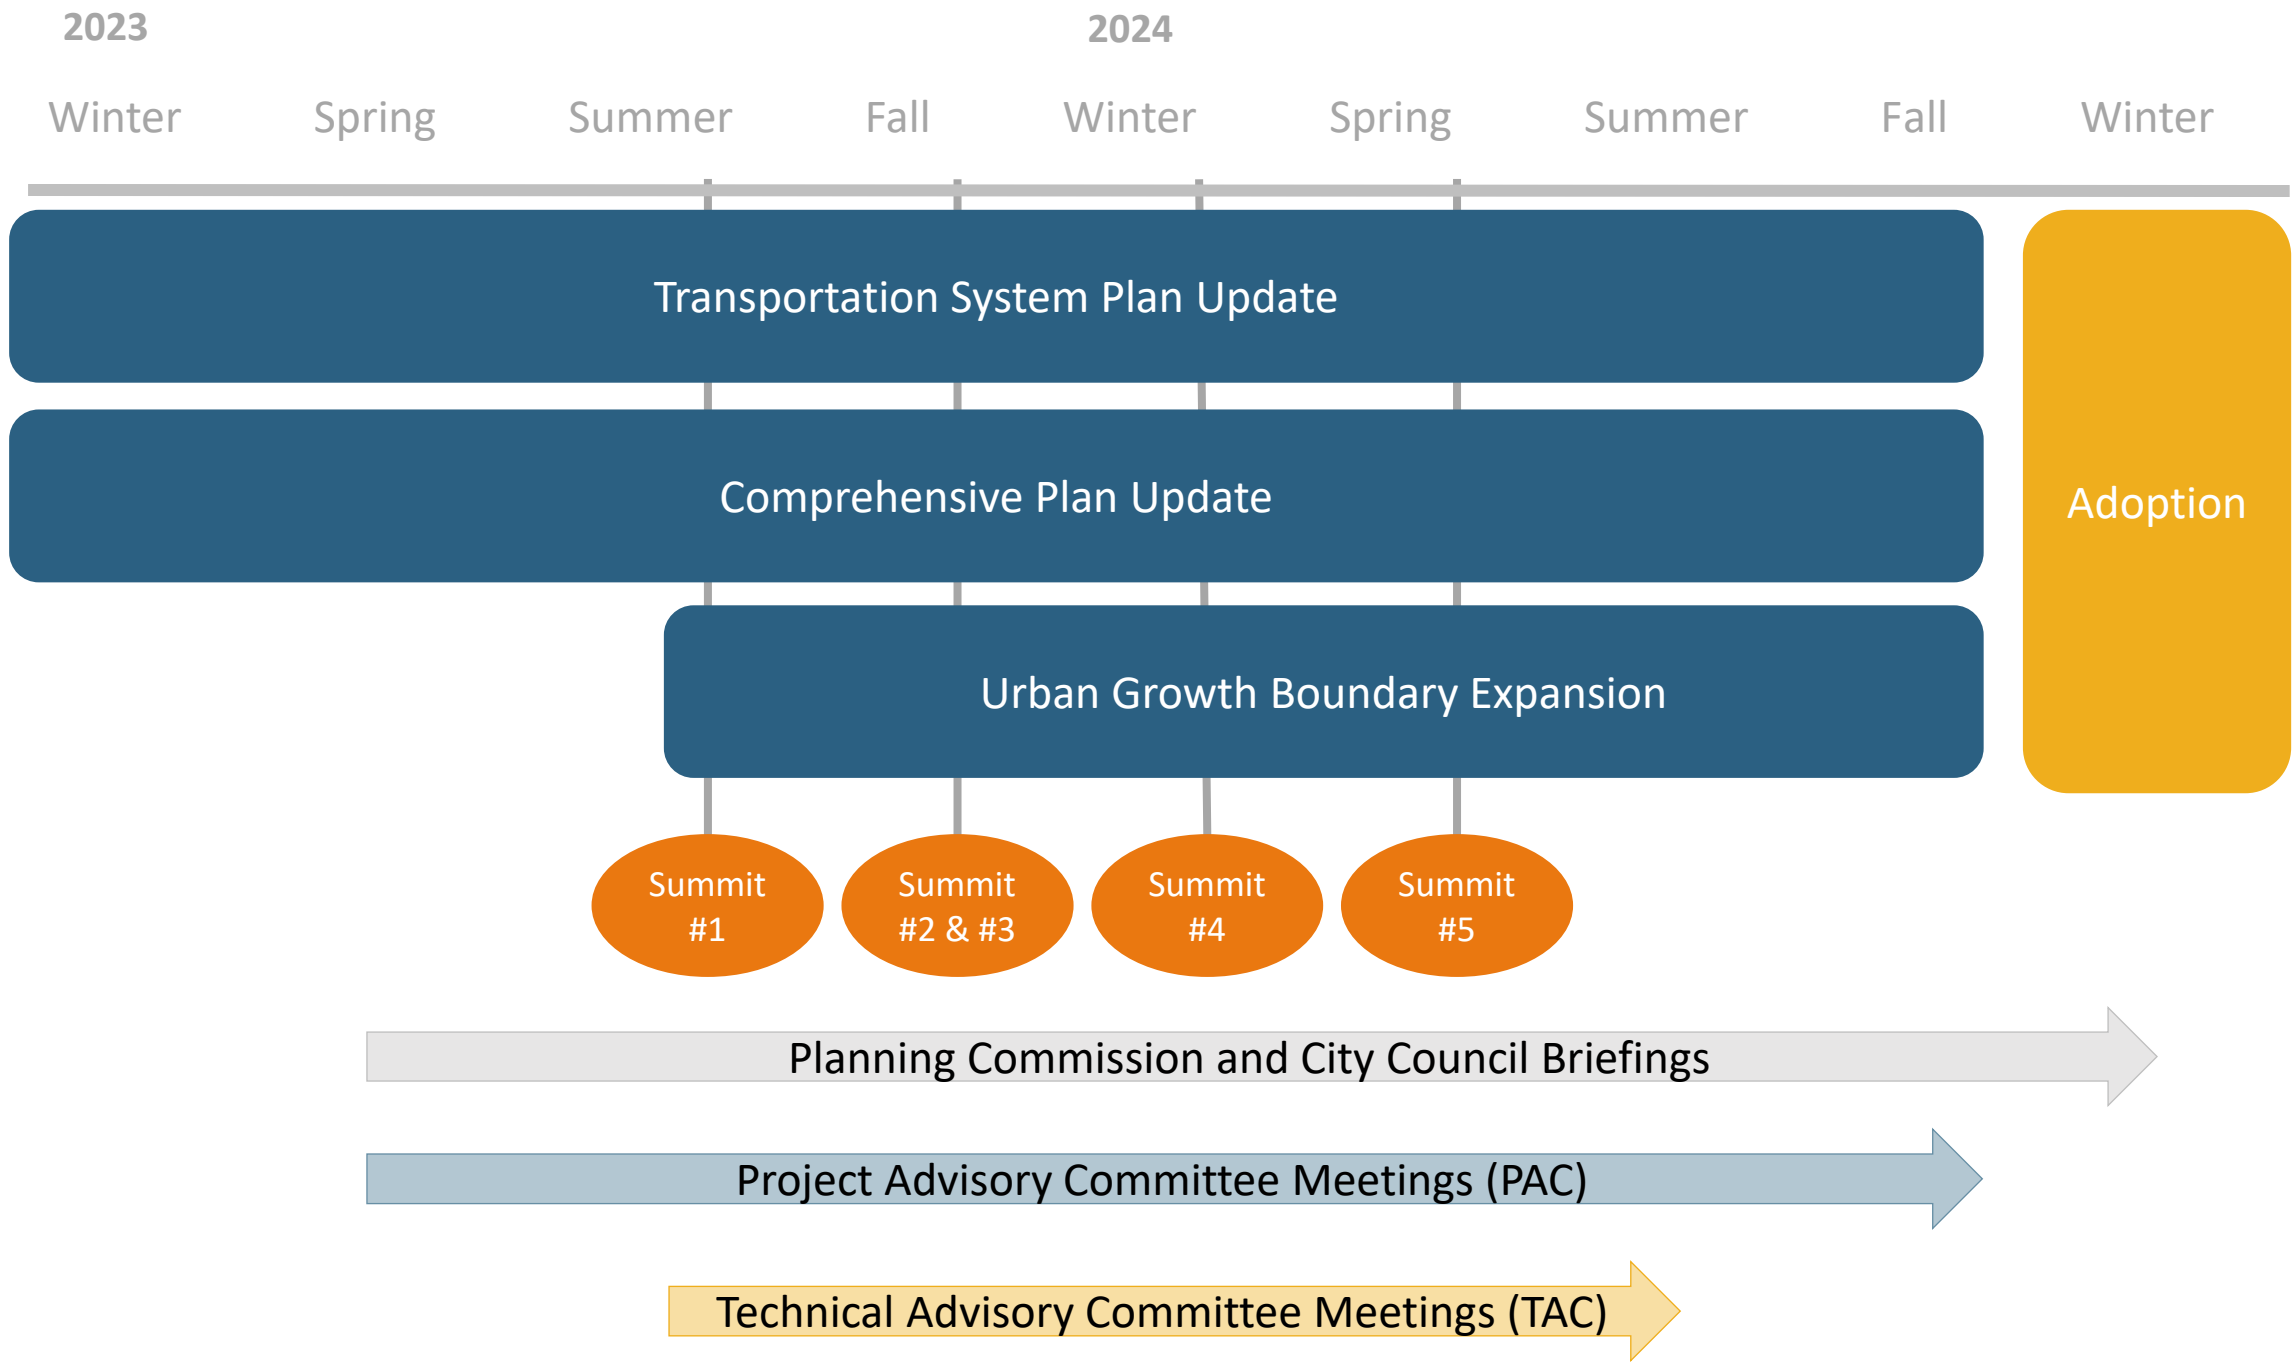 2023 2024
Winter Spring Summer Fall Winter Spring Summer Fall Winter
Transportation System Plan Update
Comprehensive Plan Update
Adoption
Urban Growth Boundary Expansion
Summit
#1
Summit
#2 & #3
Summit
#4
Summit
#5
Planning Commission and City Council Briefings
Project Advisory Committee Meetings (PAC)
Technical Advisory Committee Meetings (TAC)